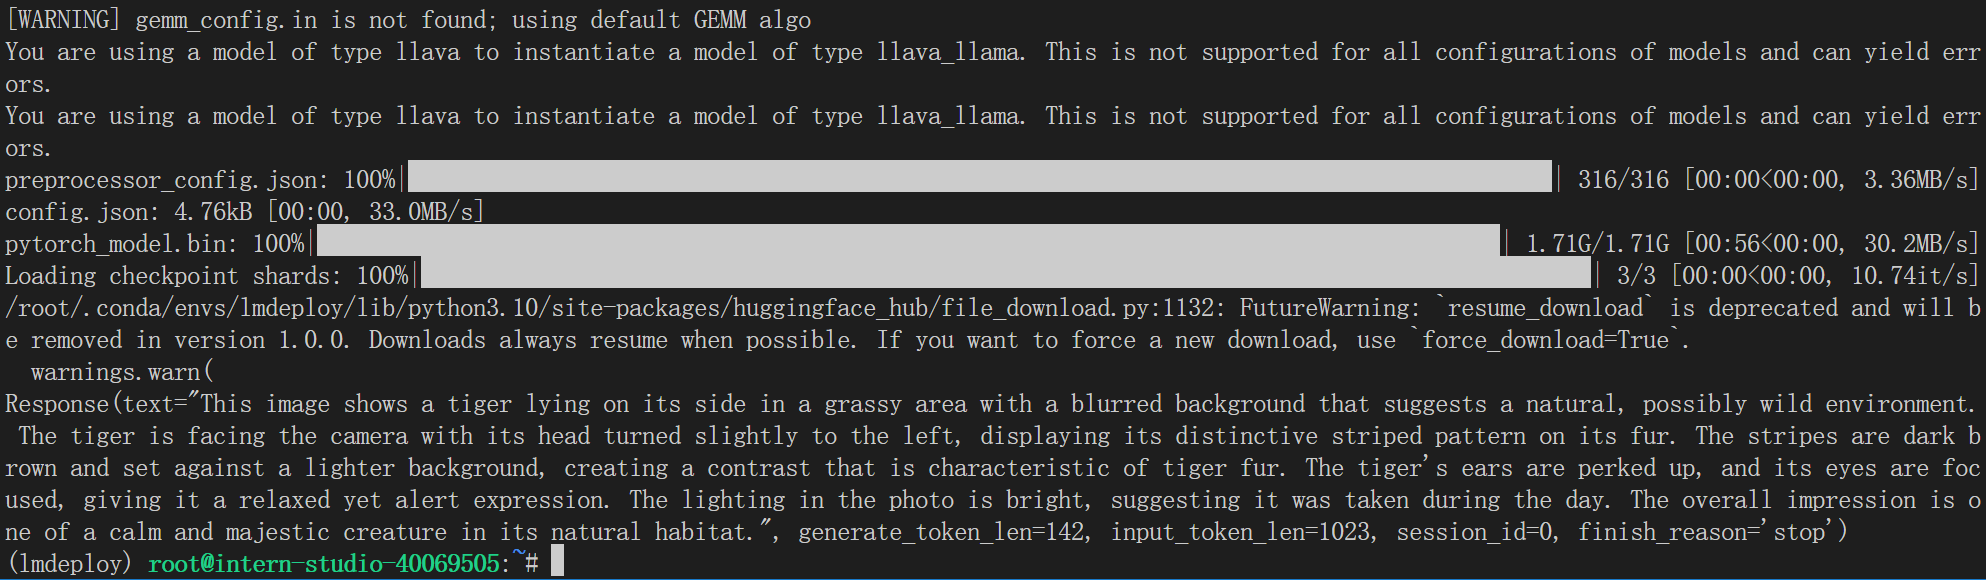 [WARNING] gemm_config.in is not found; using default GEMM algo
You are using a model of type llava to instantiate a model of type llava_llama. This is not supported for all configurations of models and can yield err
ors.
You are using a model of type llava to instantiate a model of type llava_llama. This is not supported for all configurations of models and can yield err
ors.
preprocessor_config.json: 100%| | 316/316 [00:00<00:00, 3.36MB/s]
config.json: 4.76kB [00:00, 33.0MB/s]
pytorch_model.bin: 100%| | 1.71G/1.71G [00:56<00:00, 30.2MB/s]
Loading checkpoint shards: 100%| | 3/3 [00:00<00:00, 10.74it/s]
/root/.conda/envs/lmdeploy/lib/python3.10/site-packages/huggingface_hub/file_download.py:1132: FutureWarning: `resume_download` is deprecated and will b
e removed in version 1.0.0. Downloads always resume when possible. If you want to force a new download, use `force_download=True`.
  warnings.warn(
Response(text="This image shows a tiger lying on its side in a grassy area with a blurred background that suggests a natural, possibly wild environment.
 The tiger is facing the camera with its head turned slightly to the left, displaying its distinctive striped pattern on its fur. The stripes are dark b
rown and set against a lighter background, creating a contrast that is characteristic of tiger fur. The tiger's ears are perked up, and its eyes are foc
used, giving it a relaxed yet alert expression. The lighting in the photo is bright, suggesting it was taken during the day. The overall impression is o
ne of a calm and majestic creature in its natural habitat.", generate_token_len=142, input_token_len=1023, session_id=0, finish_reason='stop')
(lmdeploy) root@intern-studio-40069505:~#